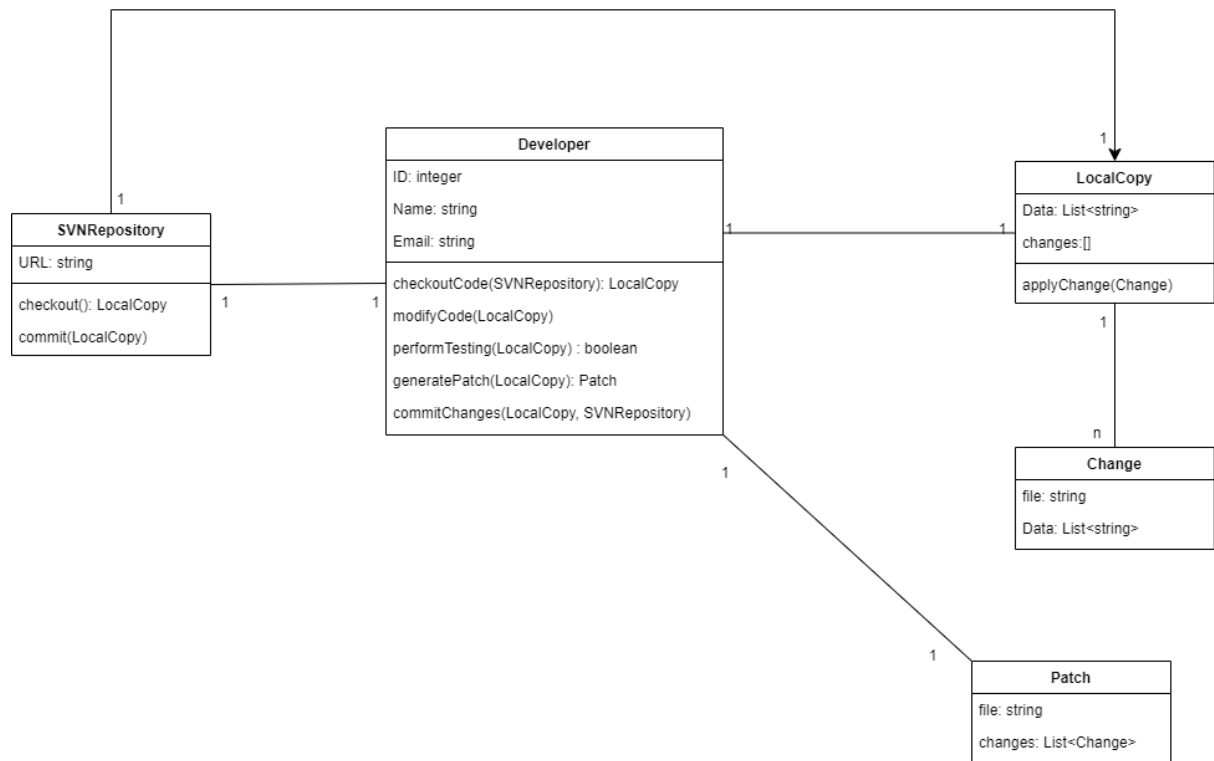 1
SVNRepository
URL: string
checkout(): LocalCopy
commit(LocalCopy)
1
1
Developer
ID: integer
Name: string
Email: string
checkoutCode(SVNRepository): LocalCopy
modifyCode(LocalCopy)
performTesting(LocalCopy) : boolean
generatePatch(LocalCopy): Patch
commitChanges(LocalCopy, SVNRepository)
1
1
1
LocalCopy
Data: List<string>
changes:[]
applyChange(Change)
1
n
Change
file: string
Data: List<string>
1
1
Patch
file: string
changes: List<Change>